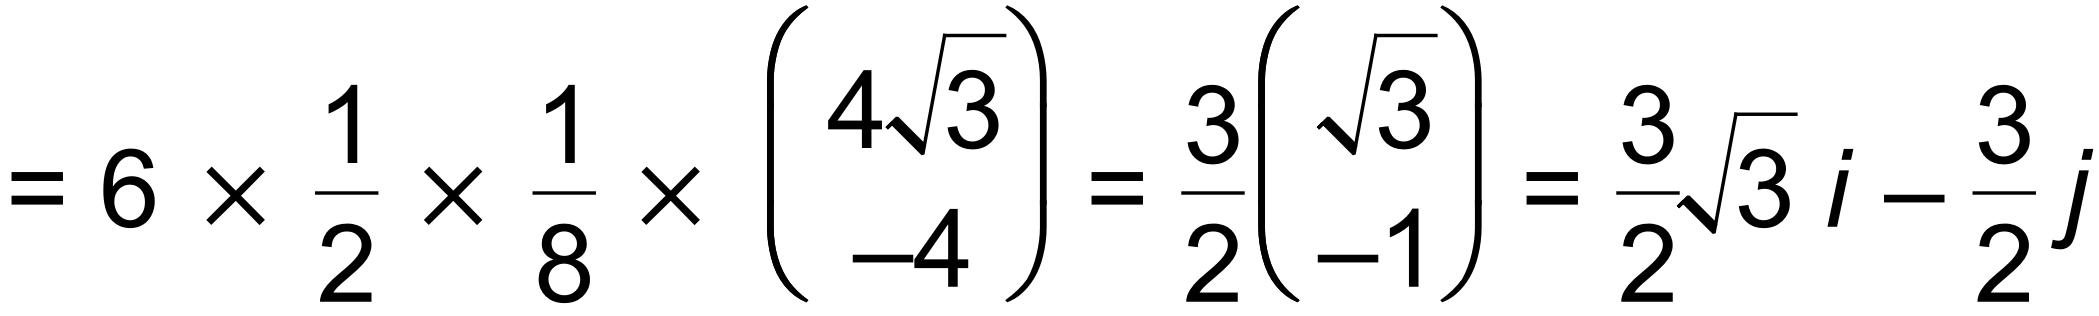 = 6 × 1/2 × 1/8 × (4√3, −4) = 3/2 (√3, −1) = 3/2 √3 i − 3/2 j